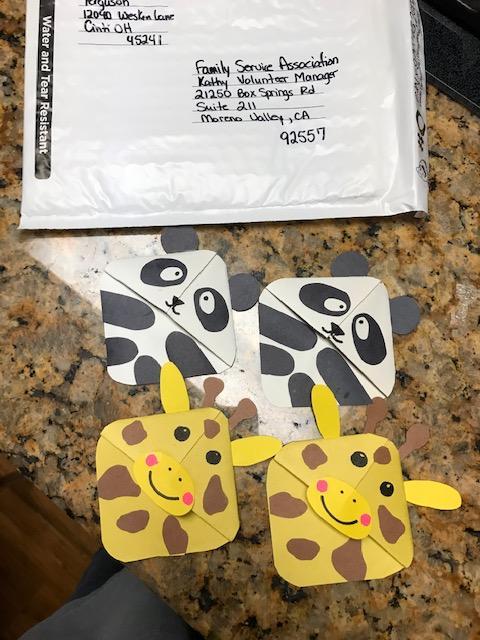 Ferguson
12090 Westen Lane
Cinti OH
45241
Family Service Association
Kathy Volunteer Manager
21250 Box Springs Rd
Suite 211
Moreno Valley, CA
92557
Water and Tear Resistant